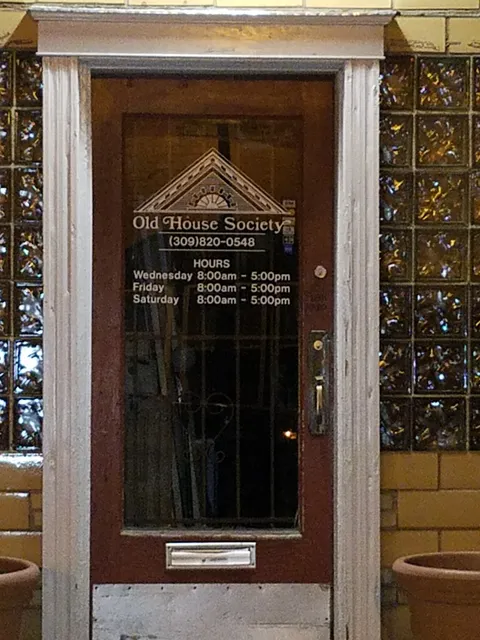 Old House Society
(309)820-0548
HOURS
Wednesday 8:00am - 5:00pm
Friday 8:00am - 5:00pm
Saturday 8:00am - 5:00pm